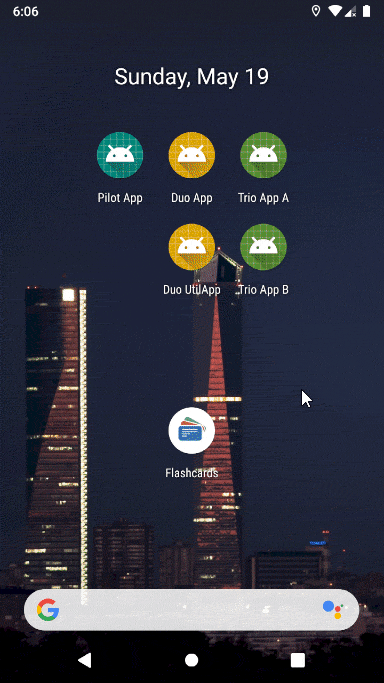 6:06
Sunday, May 19
Pilot App
Duo App
Trio App A
Duo UtilApp
Trio App B
Flashcards